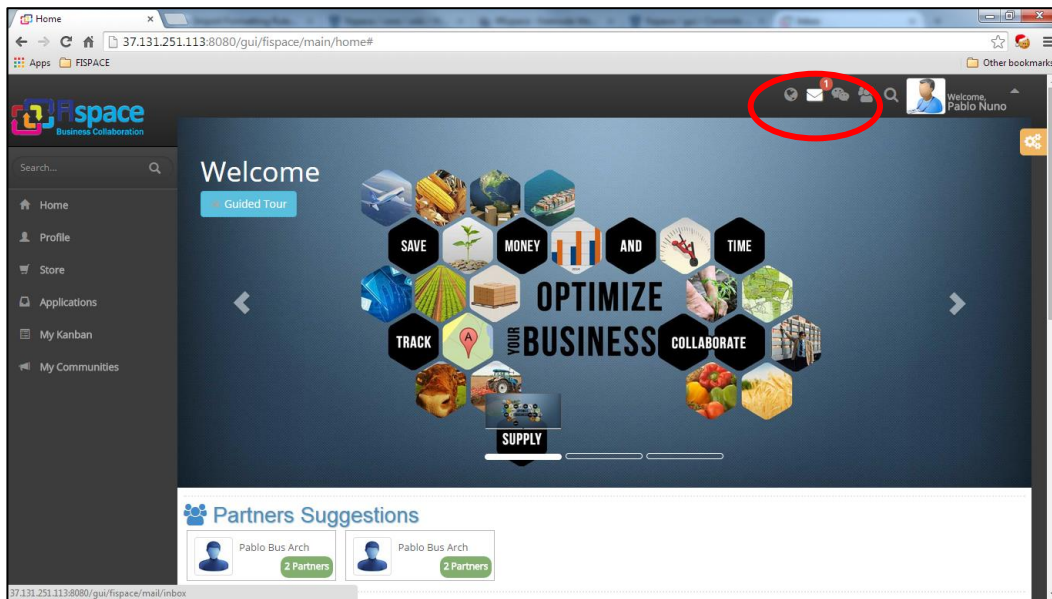 Home
37.131.251.113:8080/gui/fispace/main/home#
Apps FISPACE Other bookmarks
1
Welcome,
Pablo Nuno
FIspace
Business Collaboration
Search...
Home
Profile
Store
Applications
My Kanban
My Communities
Welcome
Guided Tour
SAVE MONEY AND TIME
OPTIMIZE
YOUR BUSINESS
TRACK A COLLABORATE
SUPPLY
Partners Suggestions
Pablo Bus Arch Pablo Bus Arch
2 Partners 2 Partners
37.131.251.113:8080/gui/fispace/mail/inbox